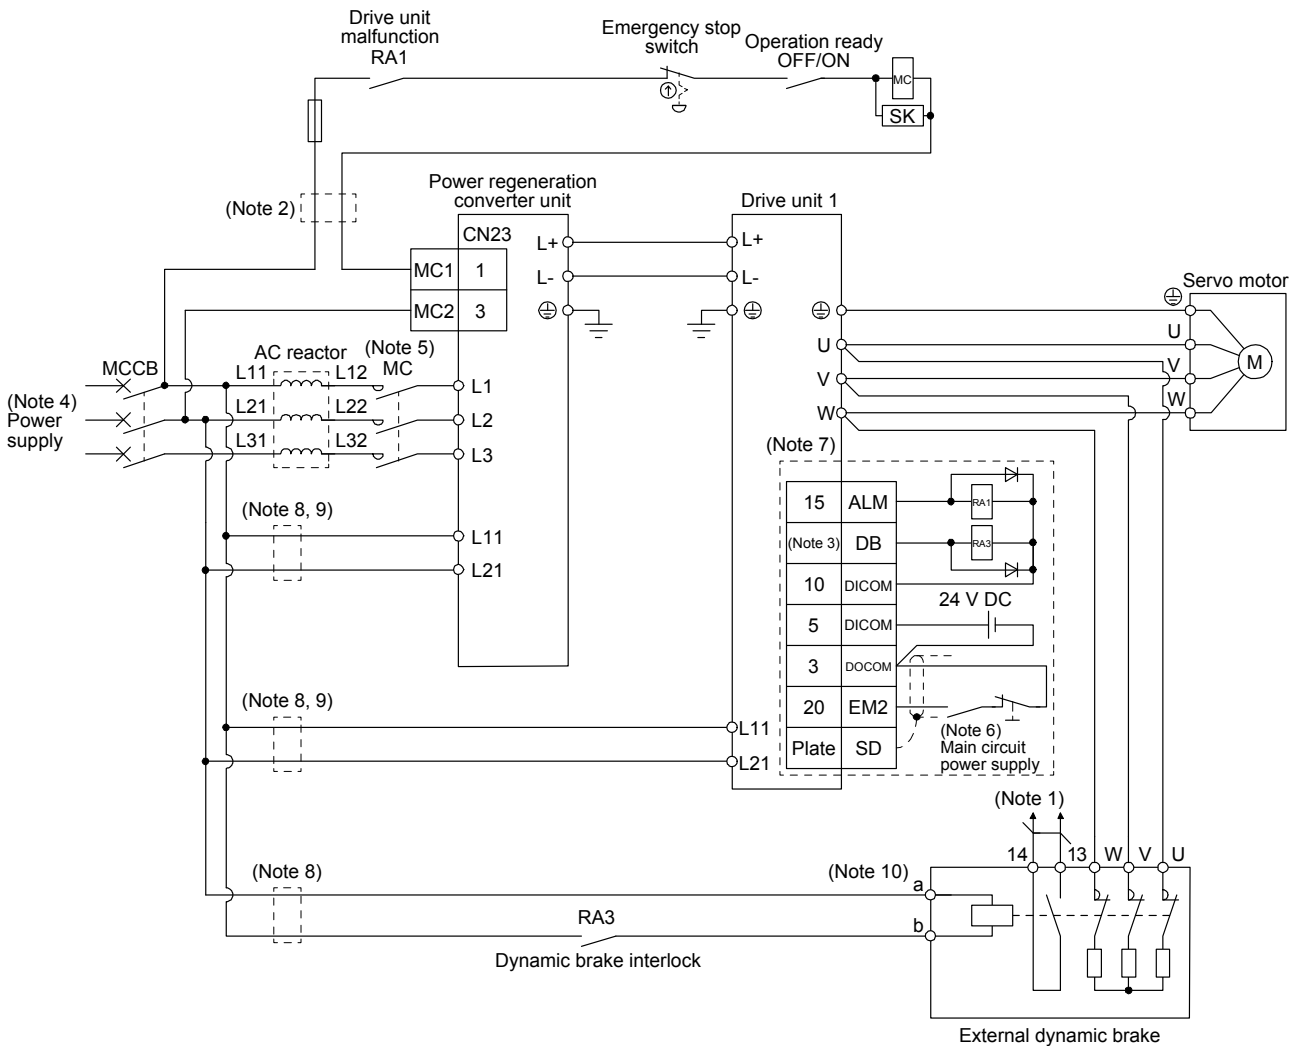 Drive unit
malfunction
RA1
Emergency stop
switch
Operation ready
OFF/ON
MC
SK
(Note 2)
Power regeneration
converter unit
CN23
MC1 1
MC2 3
L+
L-
Drive unit 1
L+
L-
Servo motor
U
V
W
M
U
V
W
MCCB
AC reactor
(Note 5)
MC
(Note 4)
Power
supply
L11 L12 L1
L21 L22 L2
L31 L32 L3
(Note 8, 9)
L11
L21
(Note 7)
15 ALM RA1
(Note 3) DB RA3
10 DICOM
24 V DC
5 DICOM
3 DOCOM
20 EM2
Plate SD
(Note 6)
Main circuit
power supply
(Note 8, 9)
L11
L21
(Note 1)
14 13 W V U
(Note 8)
(Note 10)
a
b
RA3
Dynamic brake interlock
External dynamic brake